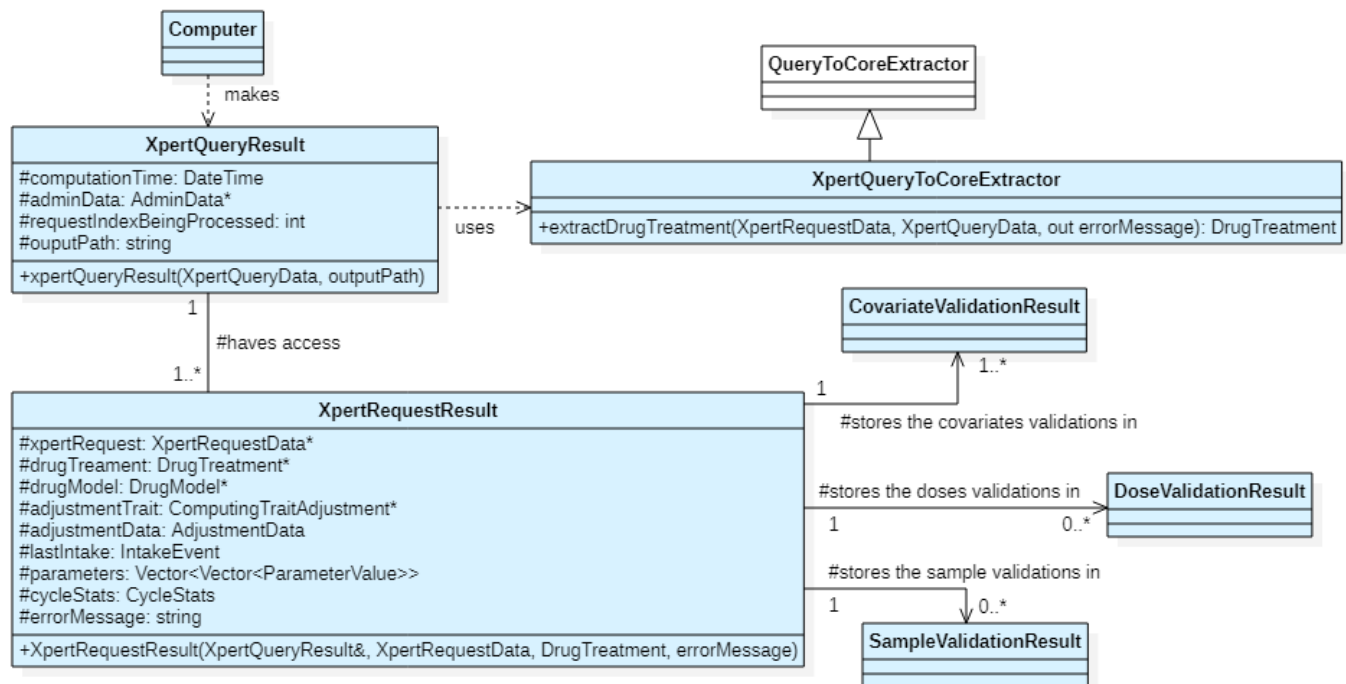 Computer
makes
QueryToCoreExtractor
XpertQueryResult
#computationTime: DateTime
#adminData: AdminData*
#requestIndexBeingProcessed: int
#ouputPath: string
+xpertQueryResult(XpertQueryData, outputPath)
uses
XpertQueryToCoreExtractor
+extractDrugTreatment(XpertRequestData, XpertQueryData, out errorMessage): DrugTreatment
1
#haves access
1..*
CovariateValidationResult
1..*
1
#stores the covariates validations in
XpertRequestResult
#xpertRequest: XpertRequestData*
#drugTreament: DrugTreatment*
#drugModel: DrugModel*
#adjustmentTrait: ComputingTraitAdjustment*
#adjustmentData: AdjustmentData
#lastIntake: IntakeEvent
#parameters: Vector<Vector<ParameterValue>>
#cycleStats: CycleStats
#errorMessage: string
+XpertRequestResult(XpertQueryResult&, XpertRequestData, DrugTreatment, errorMessage)
#stores the doses validations in
1
0..*
DoseValidationResult
#stores the sample validations in
1
0..*
SampleValidationResult